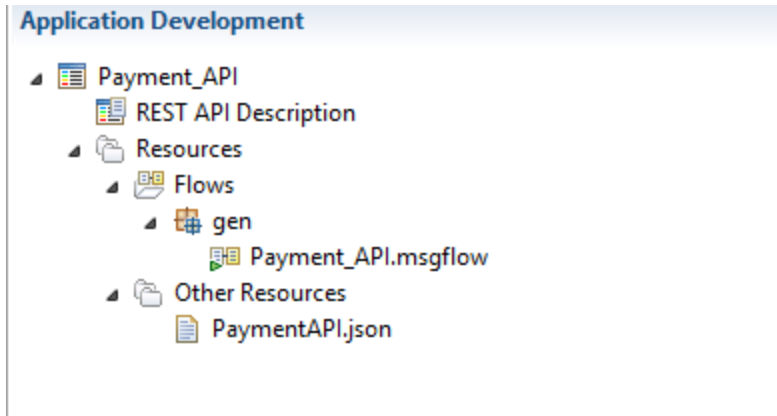 Application Development
Payment_API
REST API Description
Resources
Flows
gen
Payment_API.msgflow
Other Resources
PaymentAPI.json